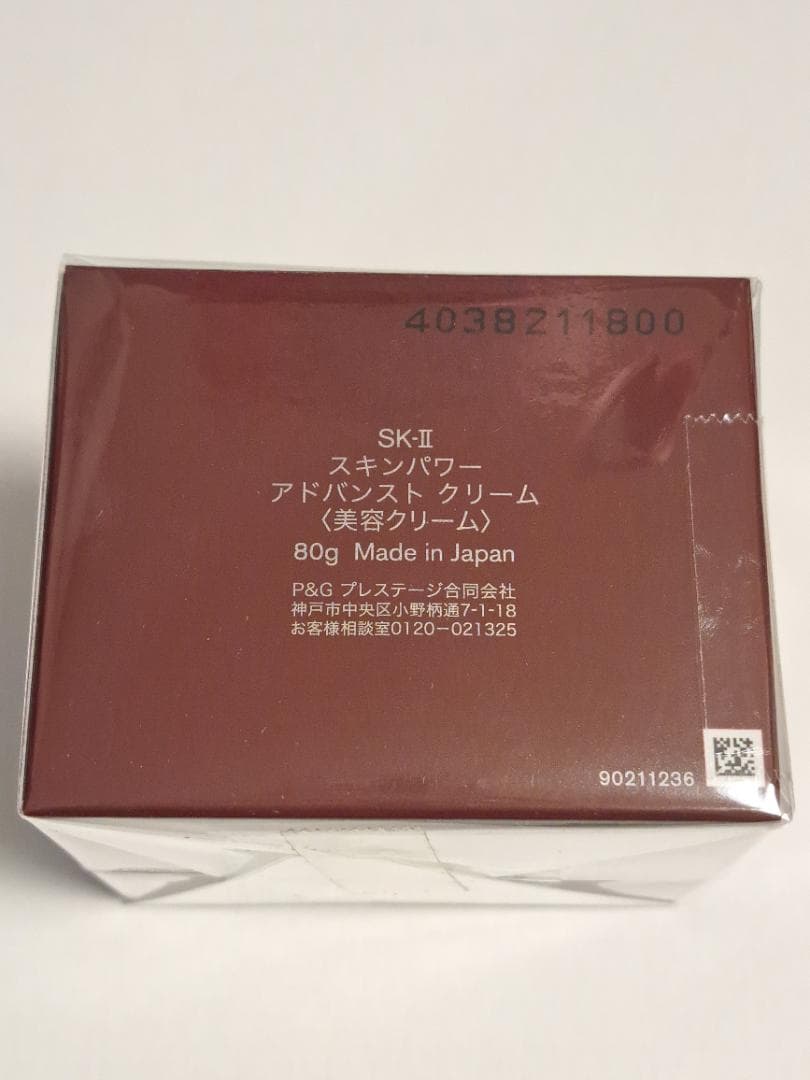 4038211800
SK-Ⅱ
スキンパワー
アドバンスト クリーム
〈美容クリーム〉
80g Made in Japan
P&G プレステージ合同会社
神戸市中央区小野柄通7-1-18
お客様相談室0120−021325
90211236